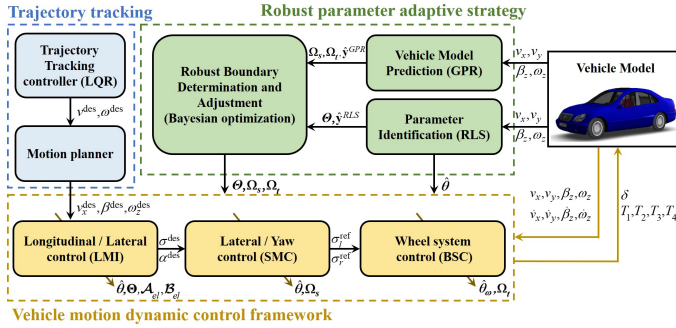 Trajectory tracking
Robust parameter adaptive strategy
Trajectory
Tracking
controller (LQR)
v^des,ω^des
Motion planner
v_x^des,β^des,ω_z^des
Robust Boundary
Determination and
Adjustment
(Bayesian optimization)
Ω_s,Ω_t,ŷ^GPR
Vehicle Model
Prediction (GPR)
v_x,v_y
β_z,ω_z
Θ,ŷ^RLS
Parameter
Identification (RLS)
v_x,v_y
β_z,ω_z
Vehicle Model
Θ,Ω_s,Ω_t
θ̂
v_x,v_y,β_z,ω_z
v̇_x,v̇_y,β̇_z,ω̇_z
δ
T_1,T_2,T_3,T_4
Longitudinal / Lateral
control (LMI)
σ^des
α^des
Lateral / Yaw
control (SMC)
σ_l^ref
σ_r^ref
Wheel system
control (BSC)
θ̂,Θ,𝒜_el,ℬ_el
θ̂,Ω_s
θ̂_ω,Ω_t
Vehicle motion dynamic control framework